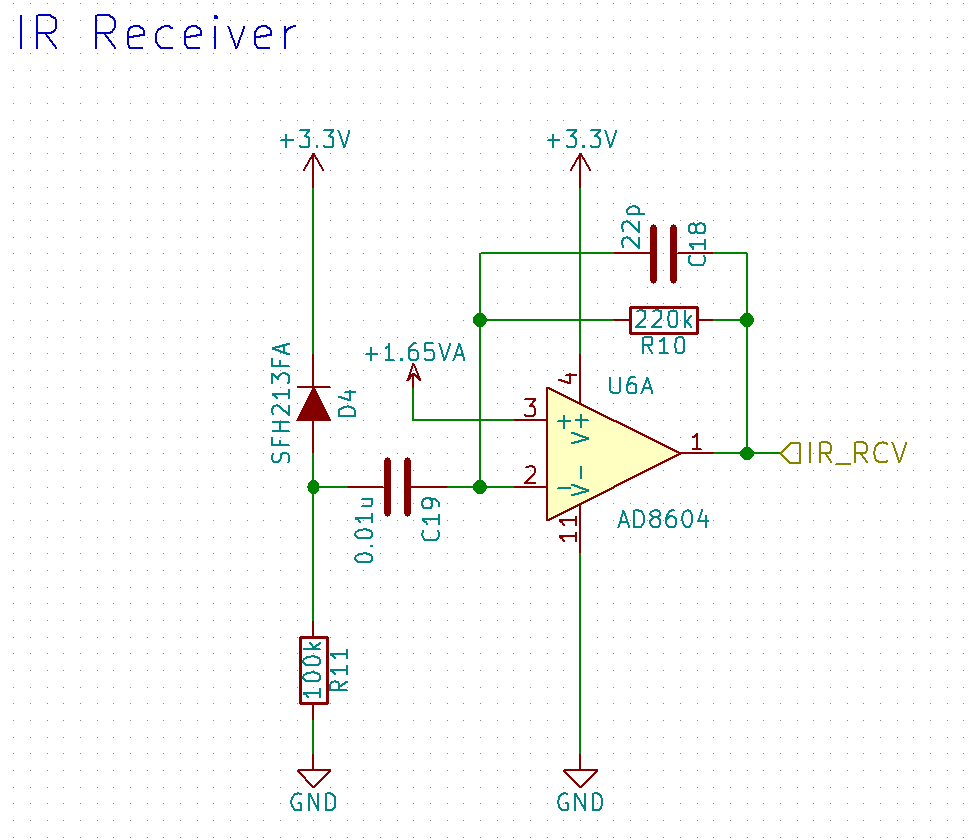 IR Receiver
+3.3V
+3.3V
22p
C18
220k
R10
+1.65VA
SFH213FA
D4
4
U6A
3
+
V+
1
IR_RCV
2
-
V-
0.01u
C19
11
AD8604
100k
R11
GND
GND